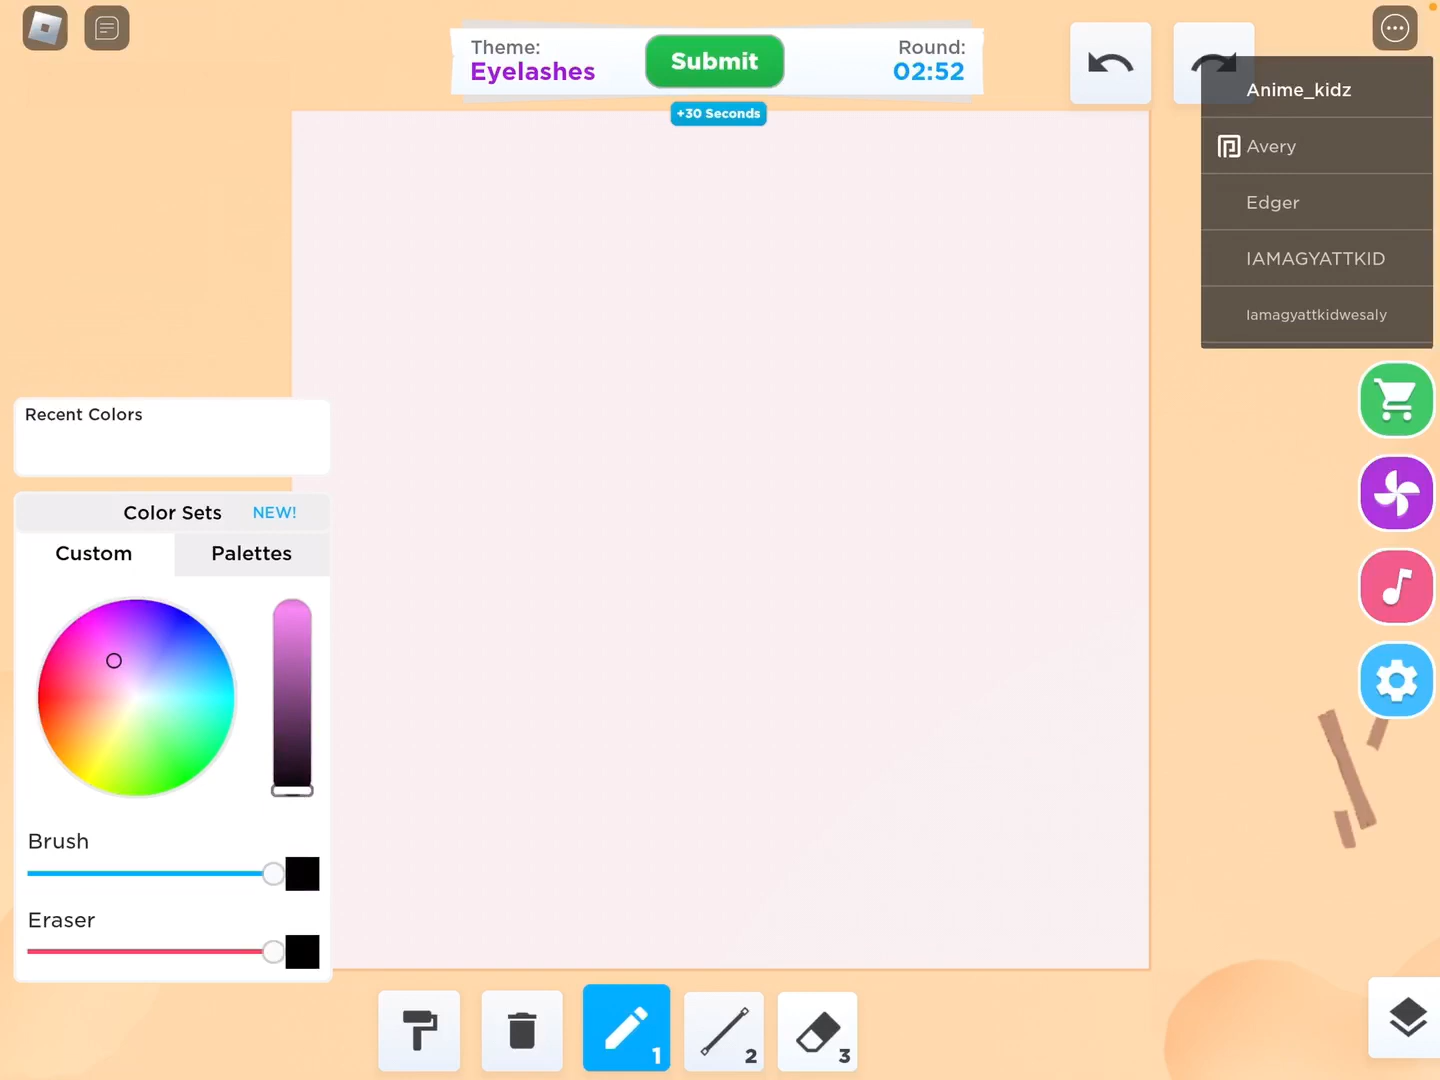 Theme:
Eyelashes
Submit
Round:
02:52
+30 Seconds
Anime_kidz
Avery
Edger
IAMAGYATTKID
Iamagyattkidwesaly
Recent Colors
Color Sets NEW!
Custom Palettes
Brush
Eraser
1
2
3